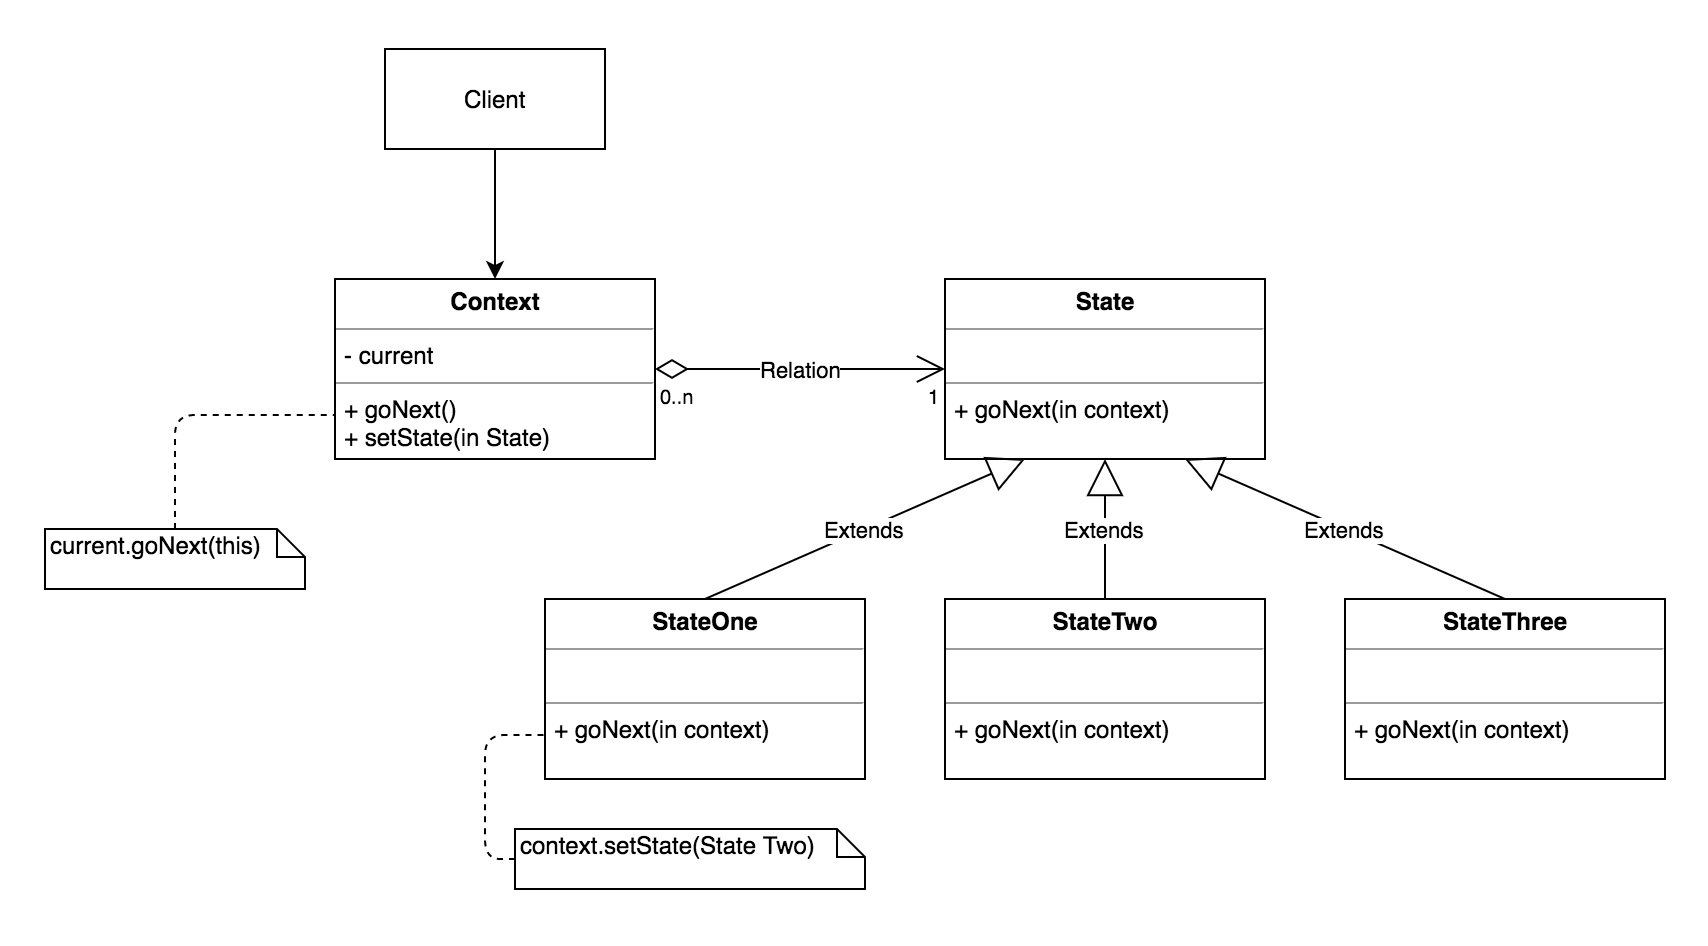 Client
Context
- current
+ goNext()
+ setState(in State)
Relation
0..n
1
State
+ goNext(in context)
current.goNext(this)
Extends
Extends
Extends
StateOne
+ goNext(in context)
StateTwo
+ goNext(in context)
StateThree
+ goNext(in context)
context.setState(State Two)